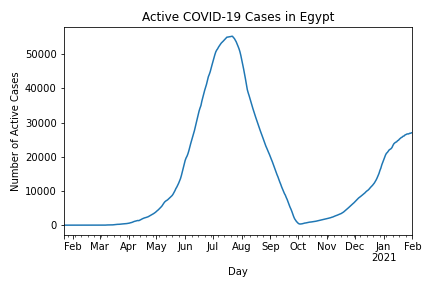 Active COVID-19 Cases in Egypt
Number of Active Cases
50000
40000
30000
20000
10000
0
Feb Mar Apr May Jun Jul Aug Sep Oct Nov Dec Jan Feb
2021
Day